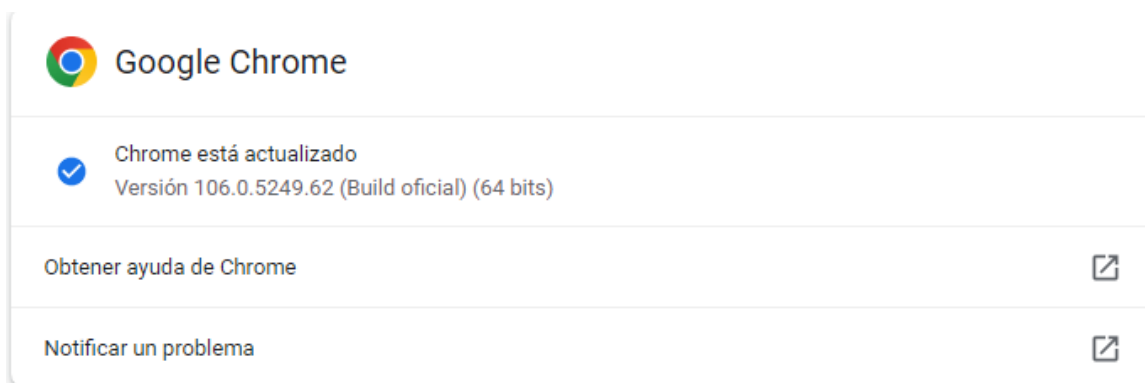 Google Chrome
Chrome está actualizado
Versión 106.0.5249.62 (Build oficial) (64 bits)
Obtener ayuda de Chrome
Notificar un problema